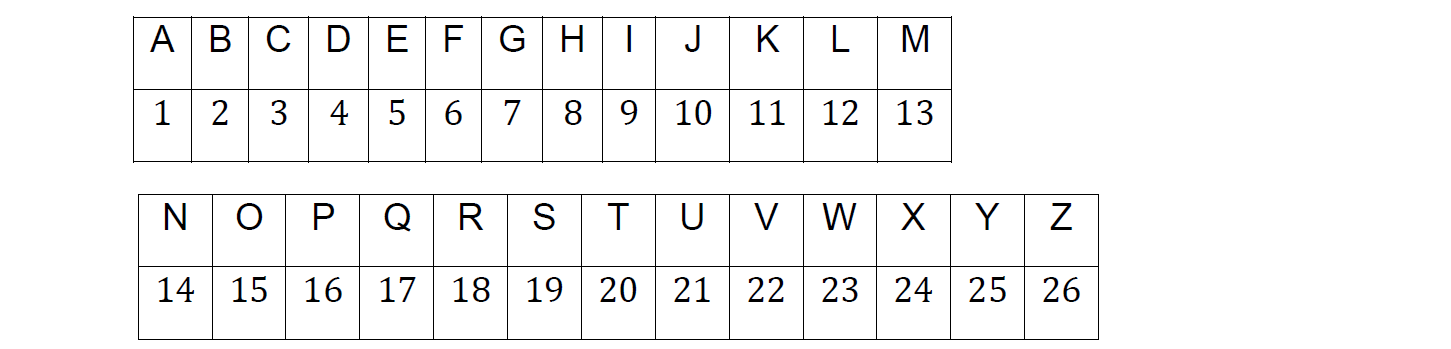 A B C D E F G H I J K L M
1 2 3 4 5 6 7 8 9 10 11 12 13
N O P Q R S T U V W X Y Z
14 15 16 17 18 19 20 21 22 23 24 25 26